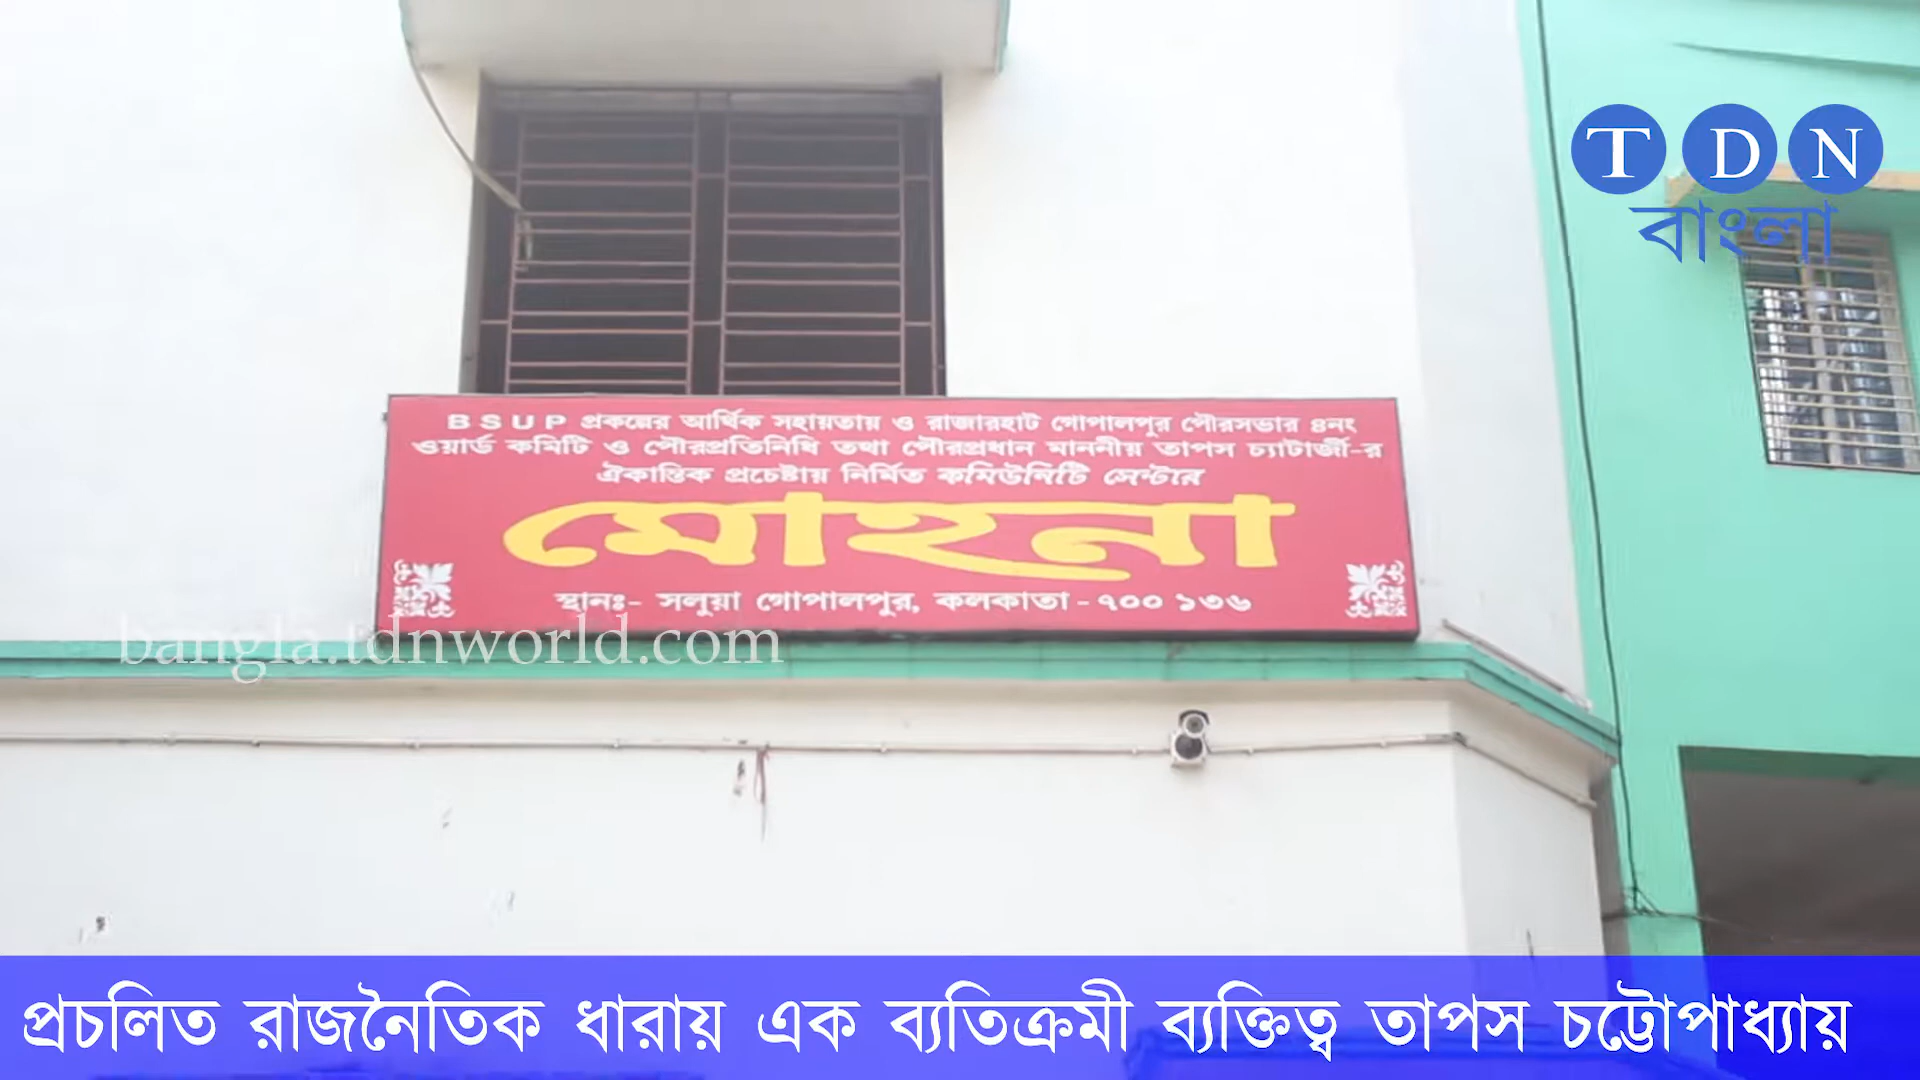 T D N
বাংলা
B S U P প্রকল্পের আর্থিক সহায়তায় ও রাজারহাট গোপালপুর পৌরসভার ৪নং
ওয়ার্ড কমিটি ও পৌরপ্রতিনিধি তথা পৌরপ্রধান মাননীয় তাপস চ্যাটার্জী-র
ঐকান্তিক প্রচেষ্টায় নির্মিত কমিউনিটি সেন্টার
মোহনা
স্থানঃ- সলুয়া গোপালপুর, কলকাতা - ৭০০ ১৩৬
bangla.tdnworld.com
প্রচলিত রাজনৈতিক ধারায় এক ব্যতিক্রমী ব্যক্তিত্ব তাপস চট্টোপাধ্যায়